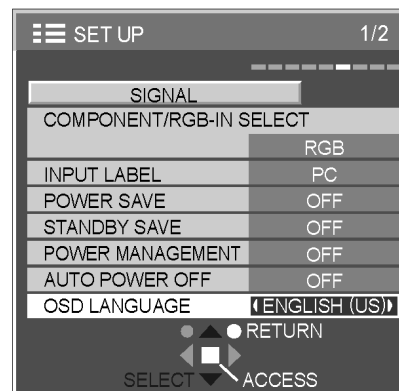 SET UP 1/2
SIGNAL
COMPONENT/RGB-IN SELECT
RGB
INPUT LABEL PC
POWER SAVE OFF
STANDBY SAVE OFF
POWER MANAGEMENT OFF
AUTO POWER OFF OFF
OSD LANGUAGE ENGLISH (US)
RETURN
SELECT ACCESS